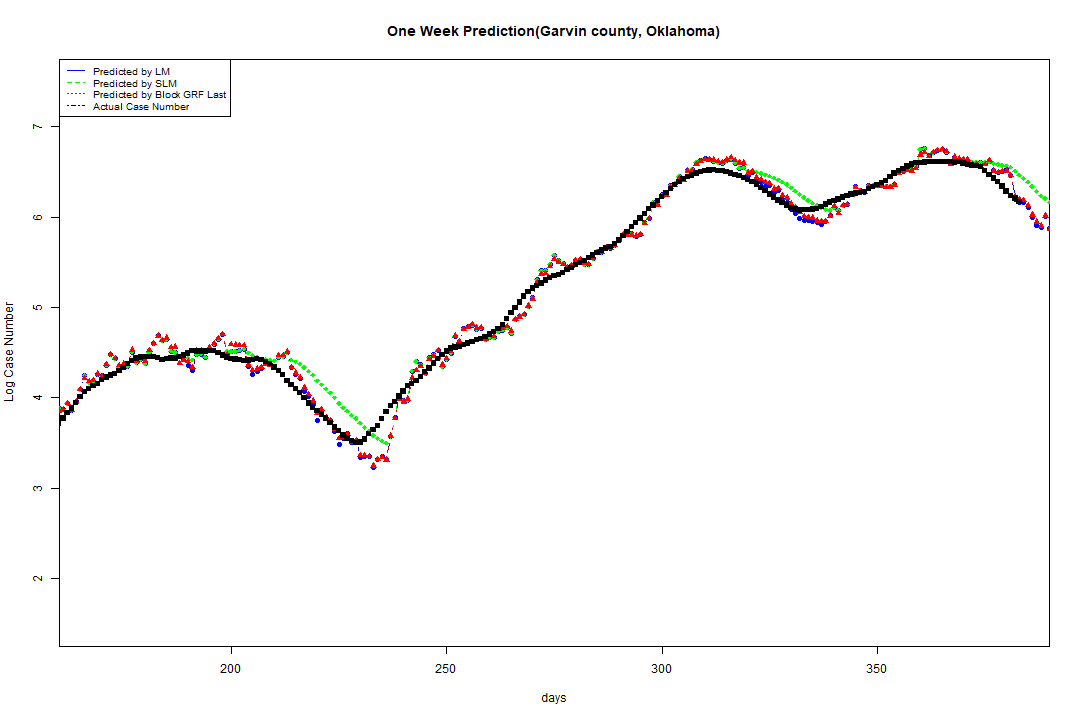 One Week Prediction(Garvin county, Oklahoma)
Predicted by LM
Predicted by SLM
Predicted by Block GRF Last
Actual Case Number
7
6
5
4
3
2
Log Case Number
200 250 300 350
days